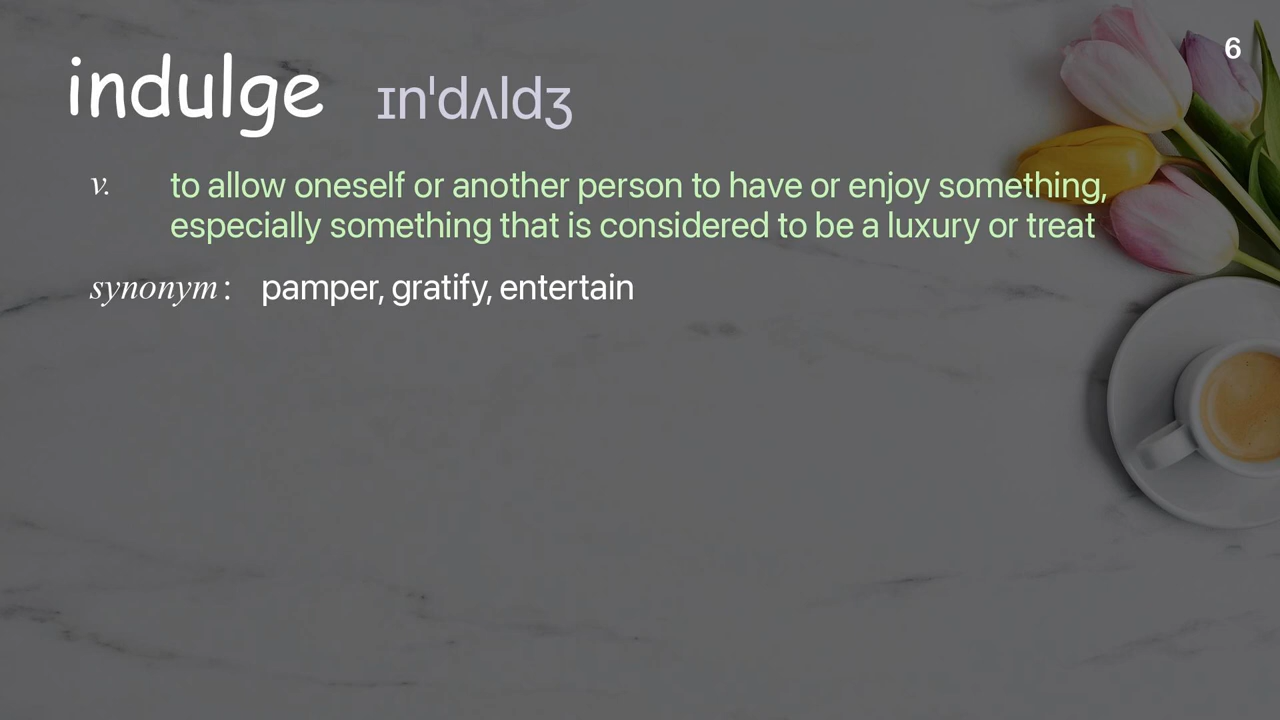 6
indulge ɪnˈdʌldʒ
v. to allow oneself or another person to have or enjoy something,
especially something that is considered to be a luxury or treat
synonym: pamper, gratify, entertain